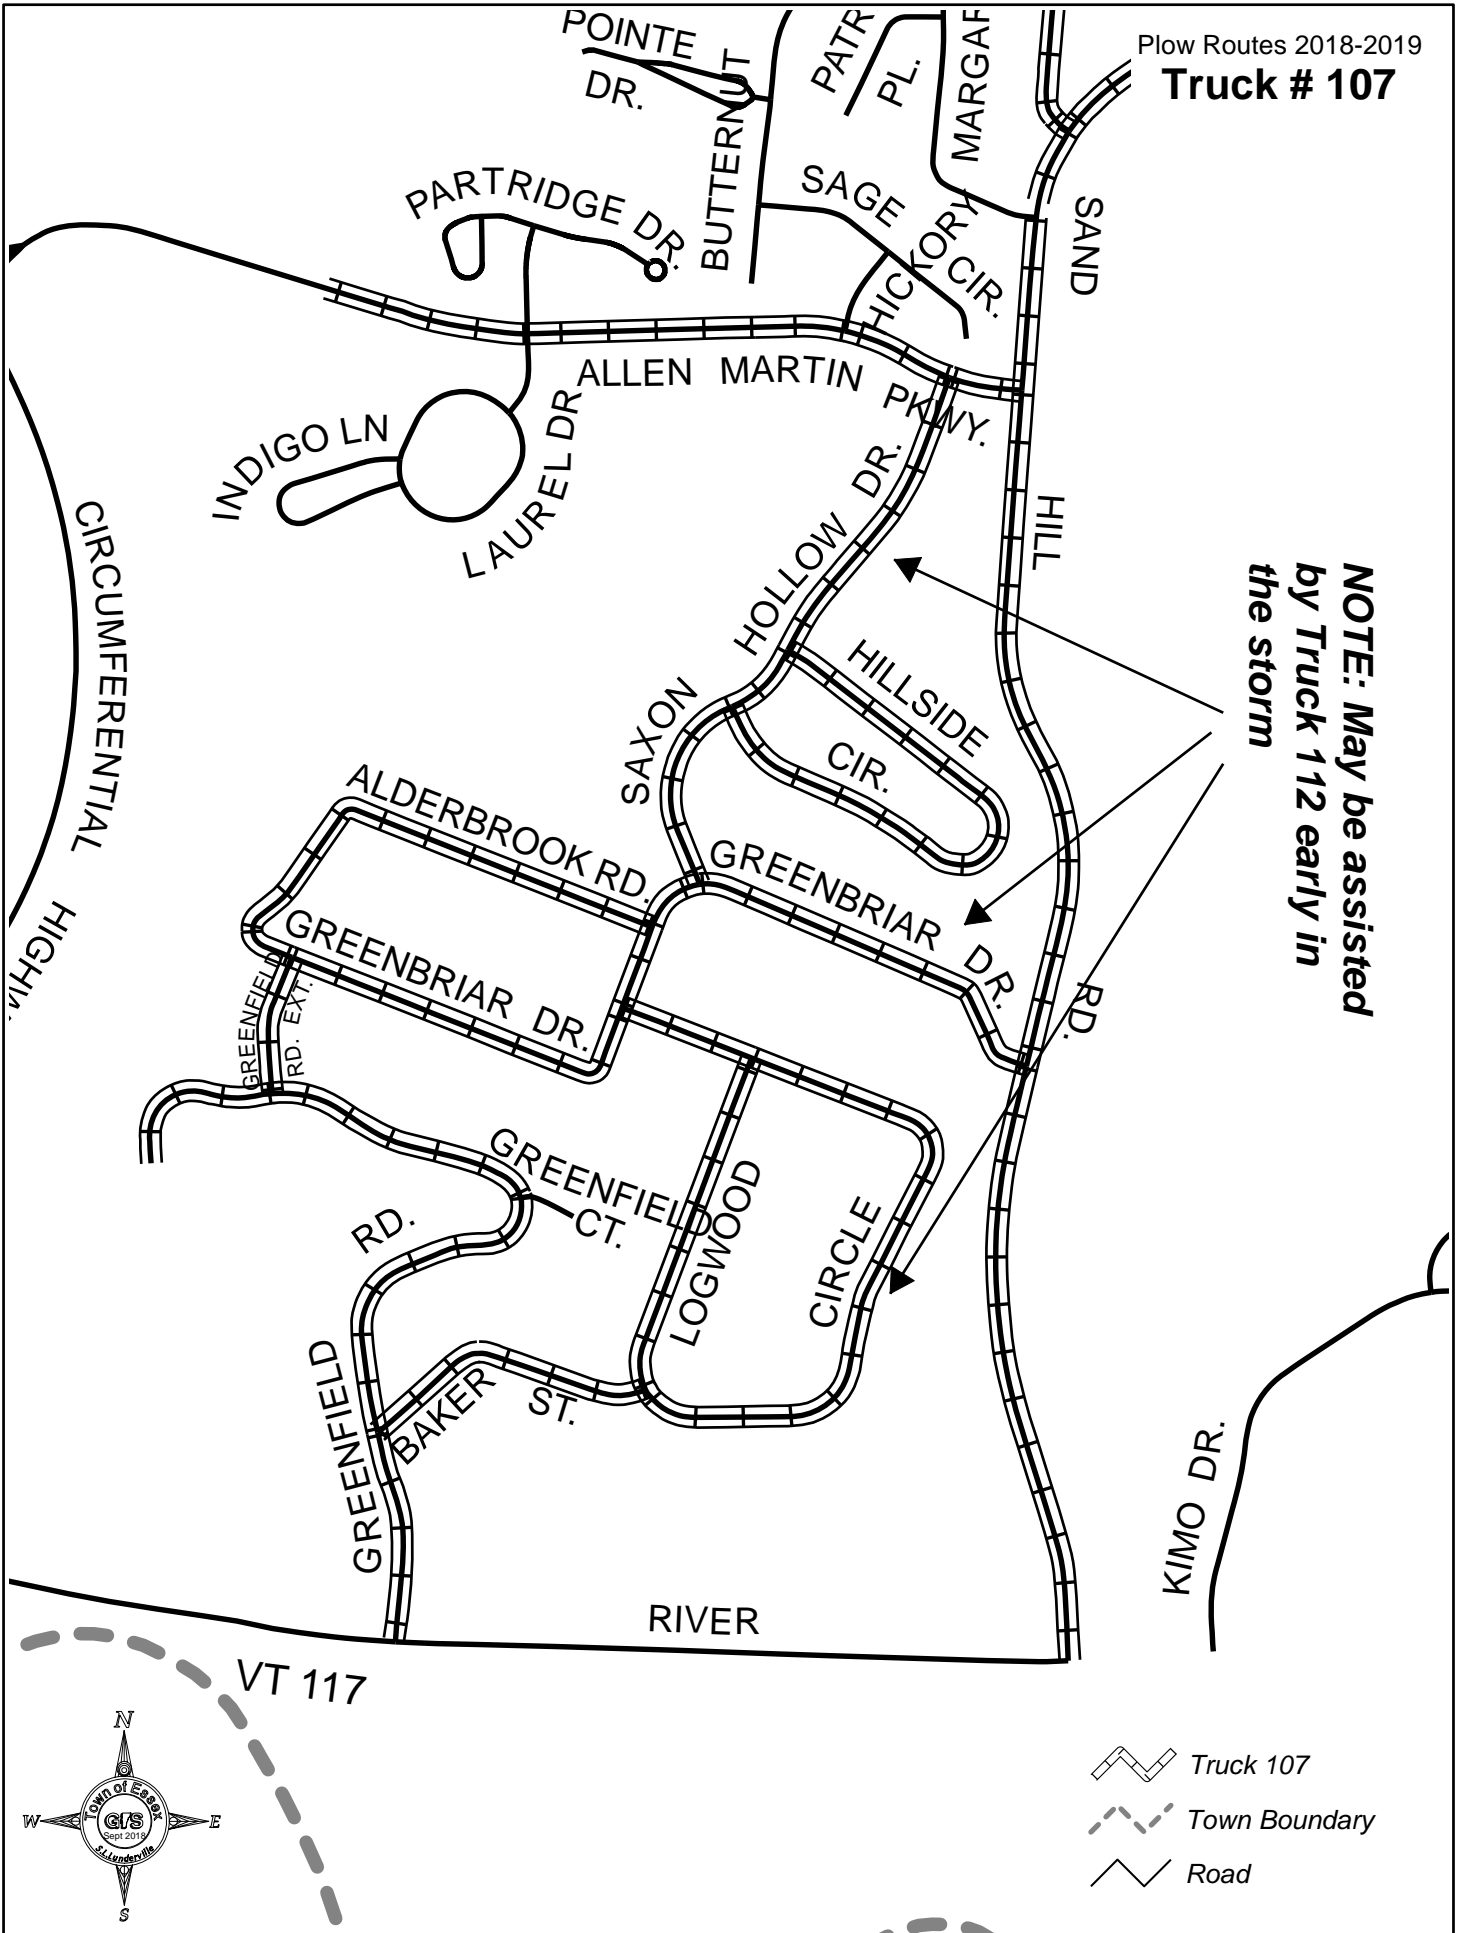 Plow Routes 2018-2019
Truck # 107
POINTE
DR.
BUTTERNUT
PATR
PL.
MARGAR
SAGE
CIR.
HICKORY
PARTRIDGE DR.
SAND
HILL
RD.
ALLEN MARTIN PKWY.
INDIGO LN
LAUREL DR
CIRCUMFERENTIAL
HIGHW
SAXON
HOLLOW
DR.
HILLSIDE
CIR.
NOTE: May be assisted
by Truck 112 early in
the storm
ALDERBROOK RD.
GREENBRIAR DR.
GREENBRIAR DR.
GREENFIELD
RD. EXT.
GREENFIELD
CT.
LOGWOOD
CIRCLE
GREENFIELD
RD.
BAKER ST.
GREENFIELD
KIMO DR.
RIVER
VT 117
N
W
E
S
Town of Essex
GIS
Sept 2018
S.L.Lunderville
Truck 107
Town Boundary
Road